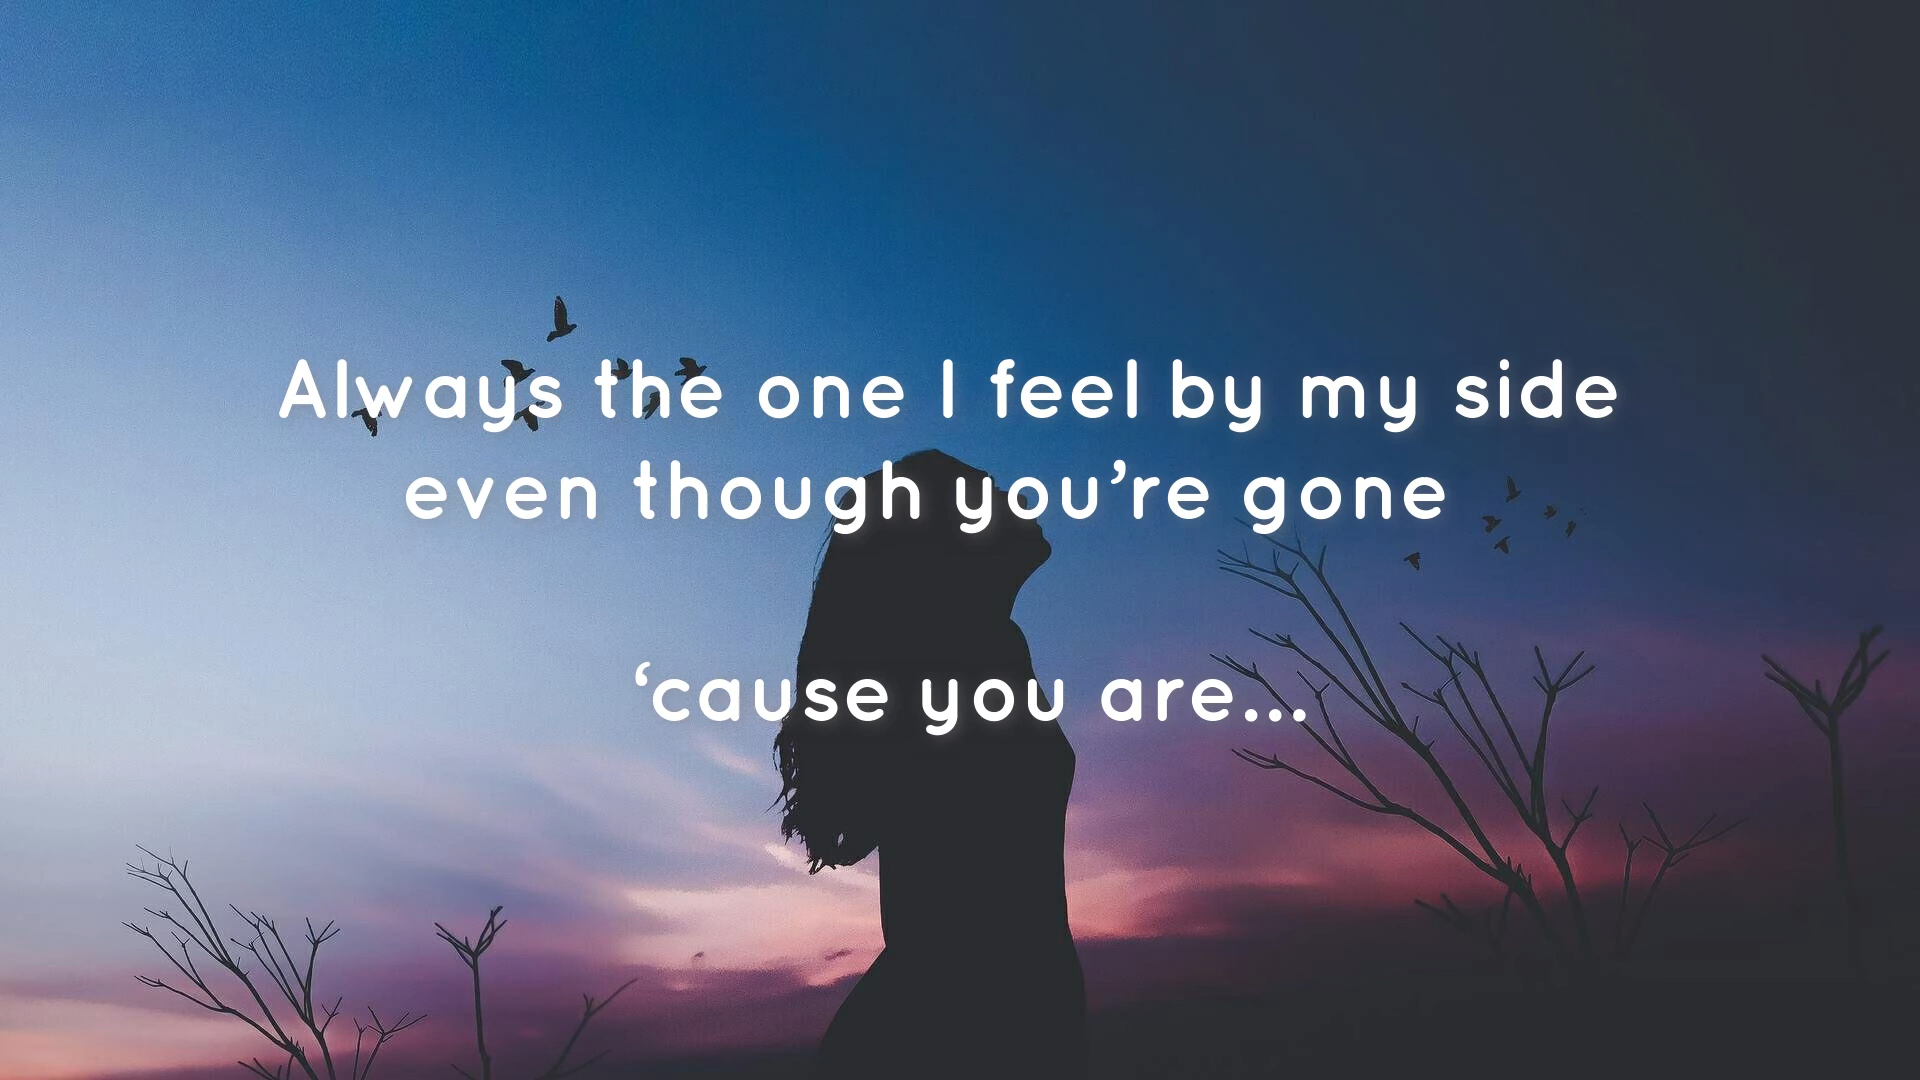 Always the one I feel by my side
even though you’re gone
‘cause you are...